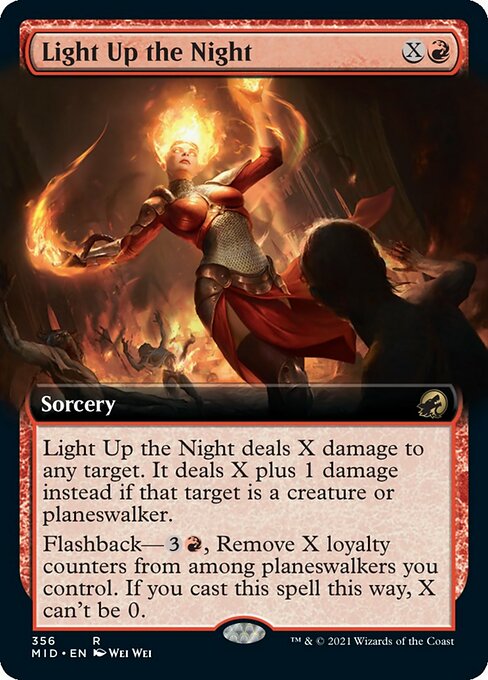 Light Up the Night X
Sorcery
Light Up the Night deals X damage to
any target. It deals X plus 1 damage
instead if that target is a creature or
planeswalker.
Flashback—3, Remove X loyalty
counters from among planeswalkers you
control. If you cast this spell this way, X
can't be 0.
356 R
MID • EN Wei Wei ™ & © 2021 Wizards of the Coast